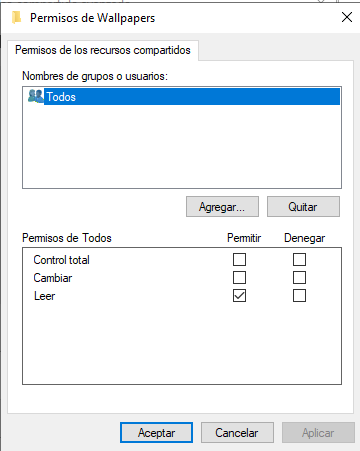 Permisos de Wallpapers
Permisos de los recursos compartidos
Nombres de grupos o usuarios:
Todos
Agregar...
Quitar
Permisos de Todos Permitir Denegar
Control total
Cambiar
Leer
Aceptar Cancelar Aplicar